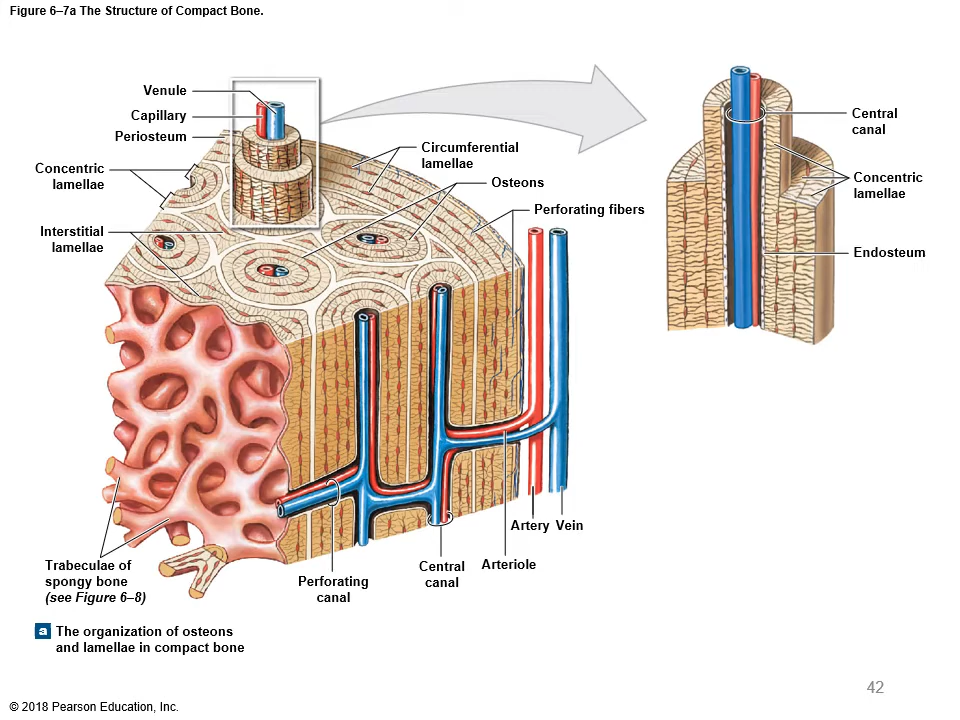 Figure 6–7a The Structure of Compact Bone.
Venule
Capillary
Periosteum
Concentric
lamellae
Interstitial
lamellae
Circumferential
lamellae
Osteons
Perforating fibers
Central
canal
Concentric
lamellae
Endosteum
Trabeculae of
spongy bone
(see Figure 6–8)
Perforating
canal
Central
canal
Arteriole
Artery
Vein
a The organization of osteons
and lamellae in compact bone
42
© 2018 Pearson Education, Inc.